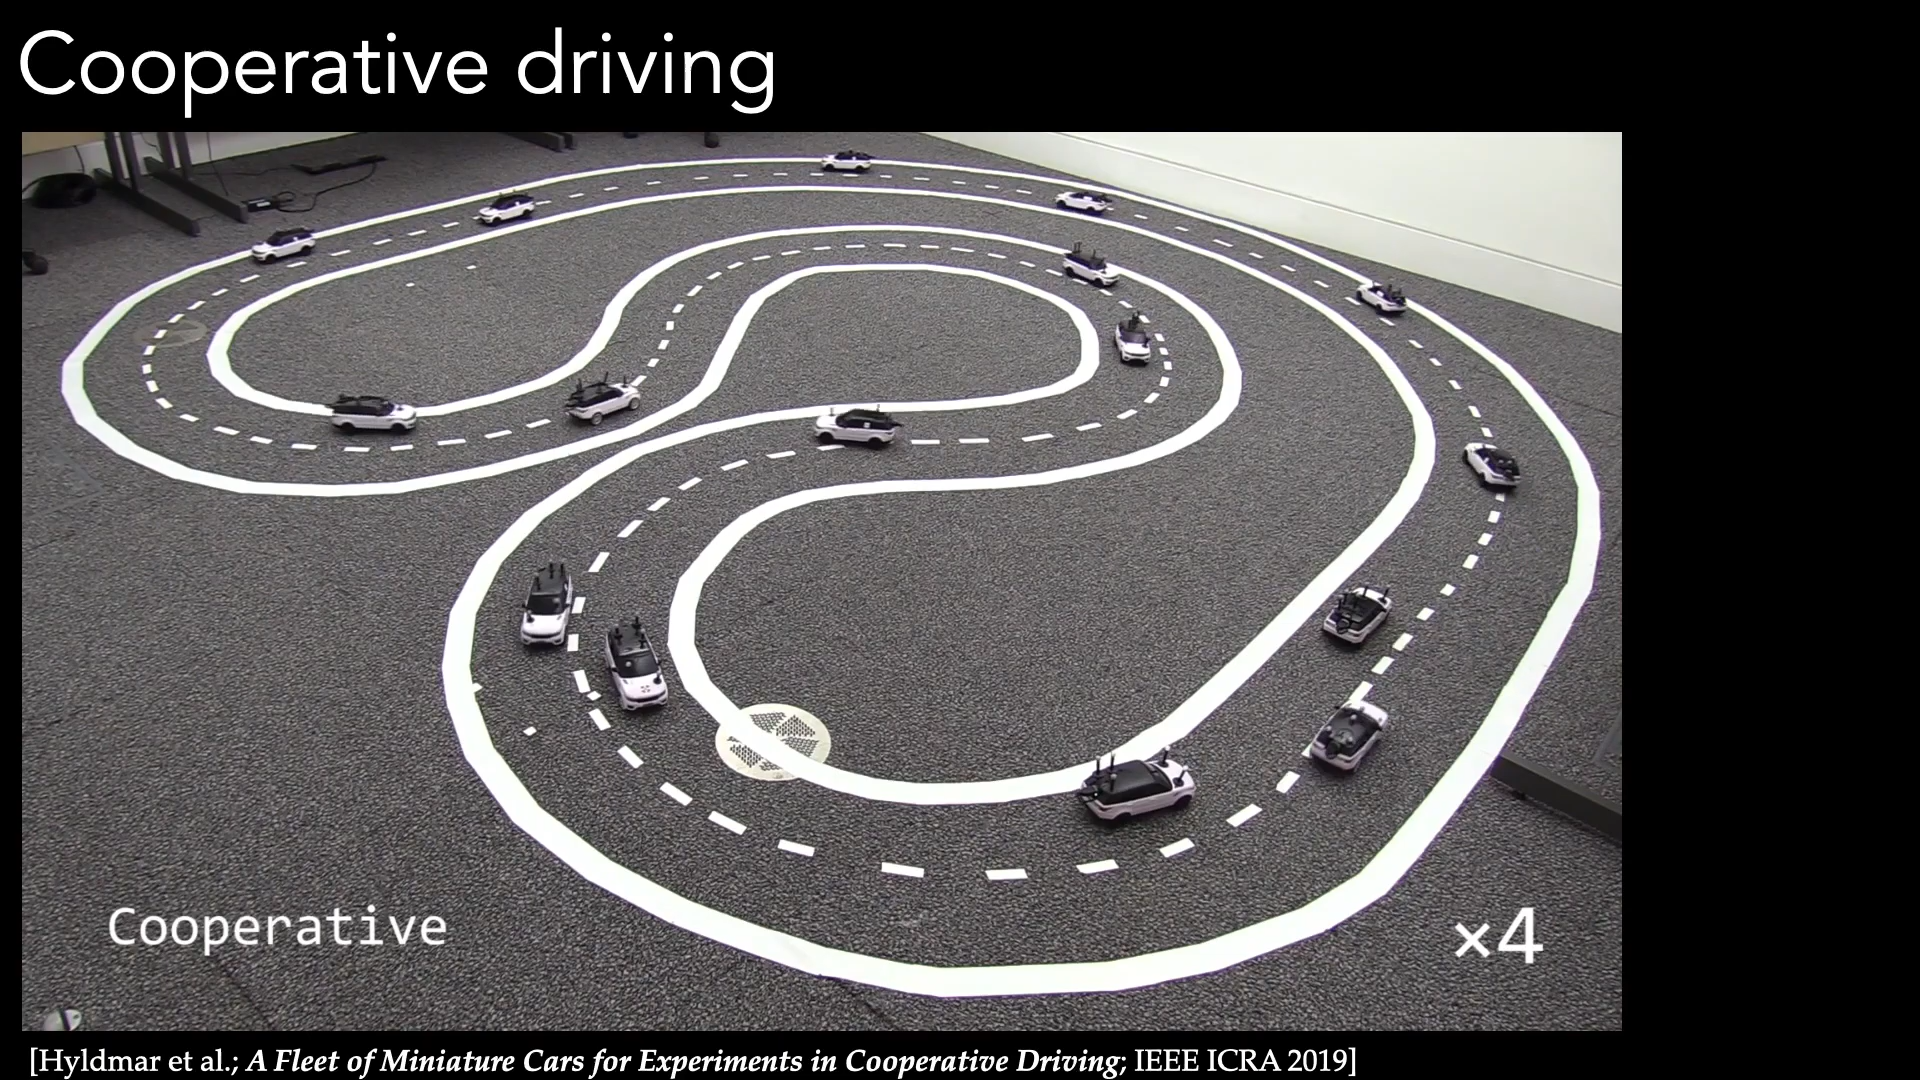 Cooperative driving
Cooperative
×4
[Hyldmar et al.; A Fleet of Miniature Cars for Experiments in Cooperative Driving; IEEE ICRA 2019]